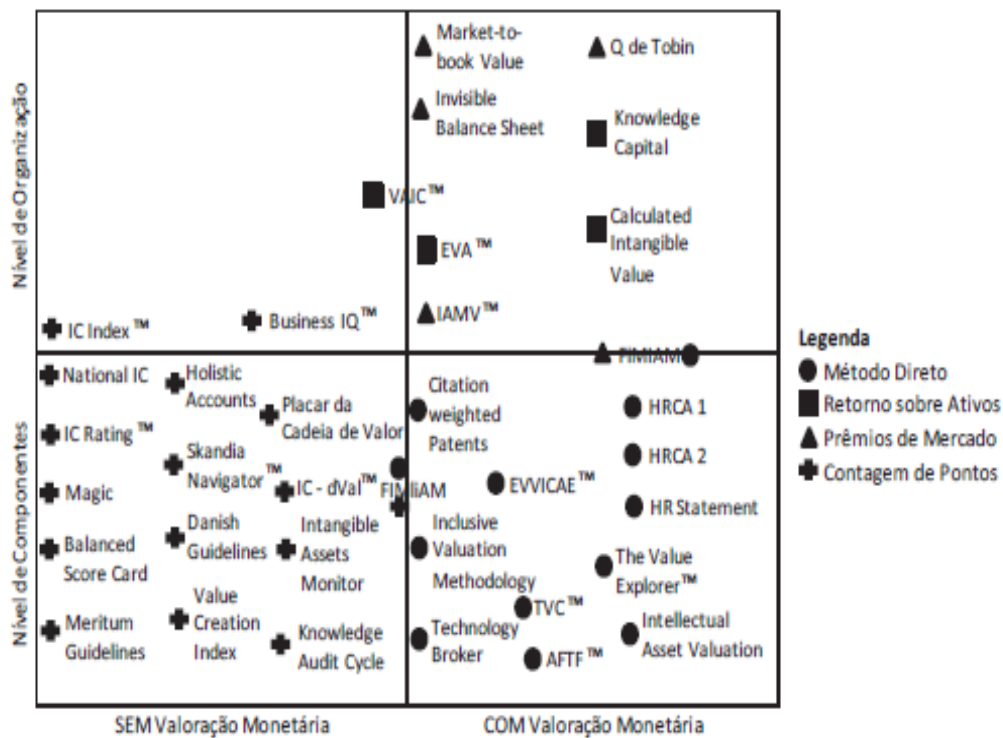 Nível de Organização
Market-to-
book Value
Q de Tobin
Invisible
Balance Sheet
Knowledge
Capital
VAIC™
EVA™
Calculated
Intangible
Value
IAMV™
IC Index™
Business IQ™
FIMIAM
Nível de Componentes
National IC
Holistic
Accounts
Placar da
Cadeia de Valor
IC Rating™
Skandia
Navigator™
IC - dVal™
FIMIAM
Magic
Danish
Guidelines
Intangible
Assets
Monitor
Balanced
Score Card
Value
Creation
Index
Meritum
Guidelines
Knowledge
Audit Cycle
Citation
weighted
Patents
HRCA 1
HRCA 2
EVVICAE™
HR Statement
Inclusive
Valuation
Methodology
The Value
Explorer™
TVC™
Technology
Broker
AFTF™
Intellectual
Asset Valuation
SEM Valoração Monetária
COM Valoração Monetária
Legenda
Método Direto
Retorno sobre Ativos
Prêmios de Mercado
Contagem de Pontos